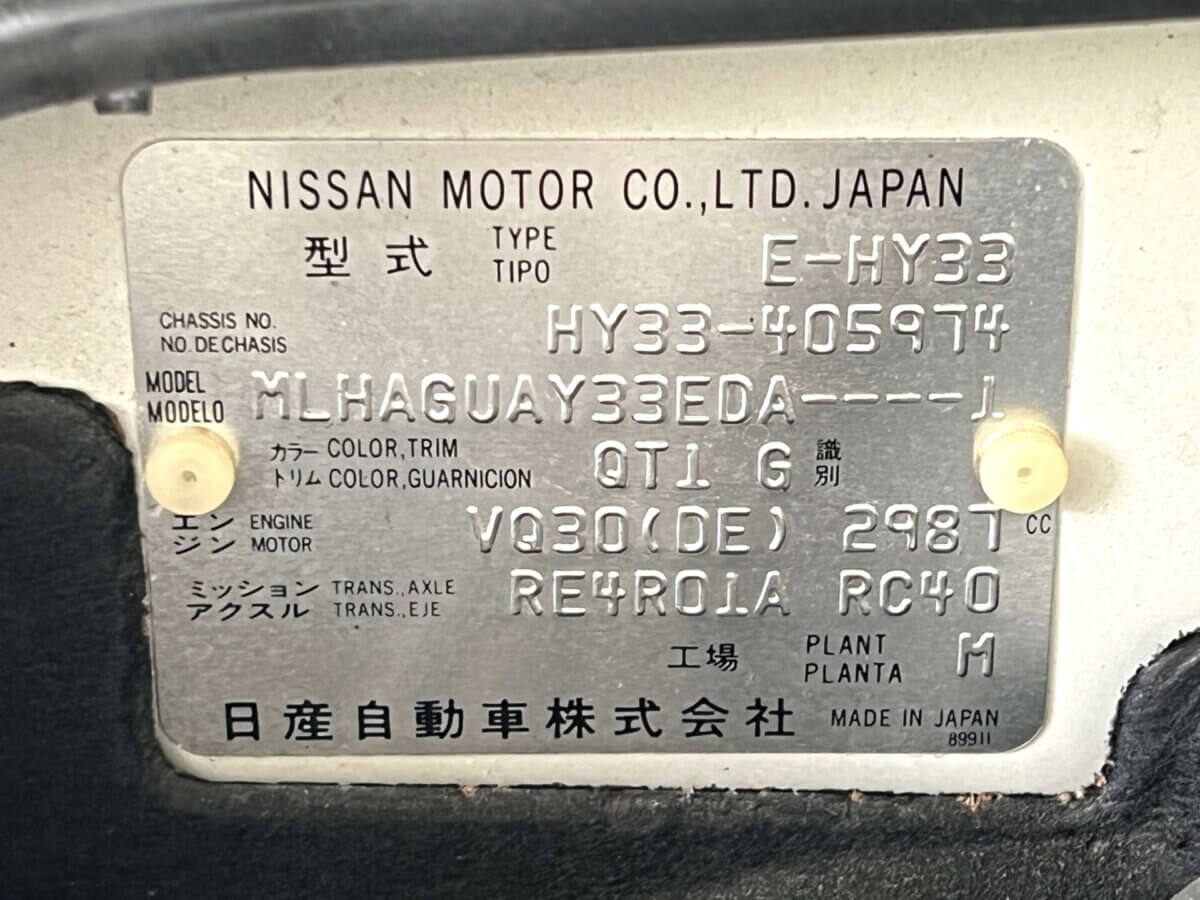 NISSAN MOTOR CO.,LTD. JAPAN
型式 TYPE E-HY33
TIPO
CHASSIS NO. HY33-405974
NO. DE CHASIS
MODEL MLHAGUAY33EDA----1
MODELO
カラー COLOR,TRIM QT1 G 識別
トリム COLOR,GUARNICION
エン ENGINE VQ30(DE) 2987 CC
ジン MOTOR
ミッション TRANS.,AXLE RE4R01A RC40
アクスル TRANS.,EJE
工場 PLANT M
PLANTA
日産自動車株式会社 MADE IN JAPAN
89911